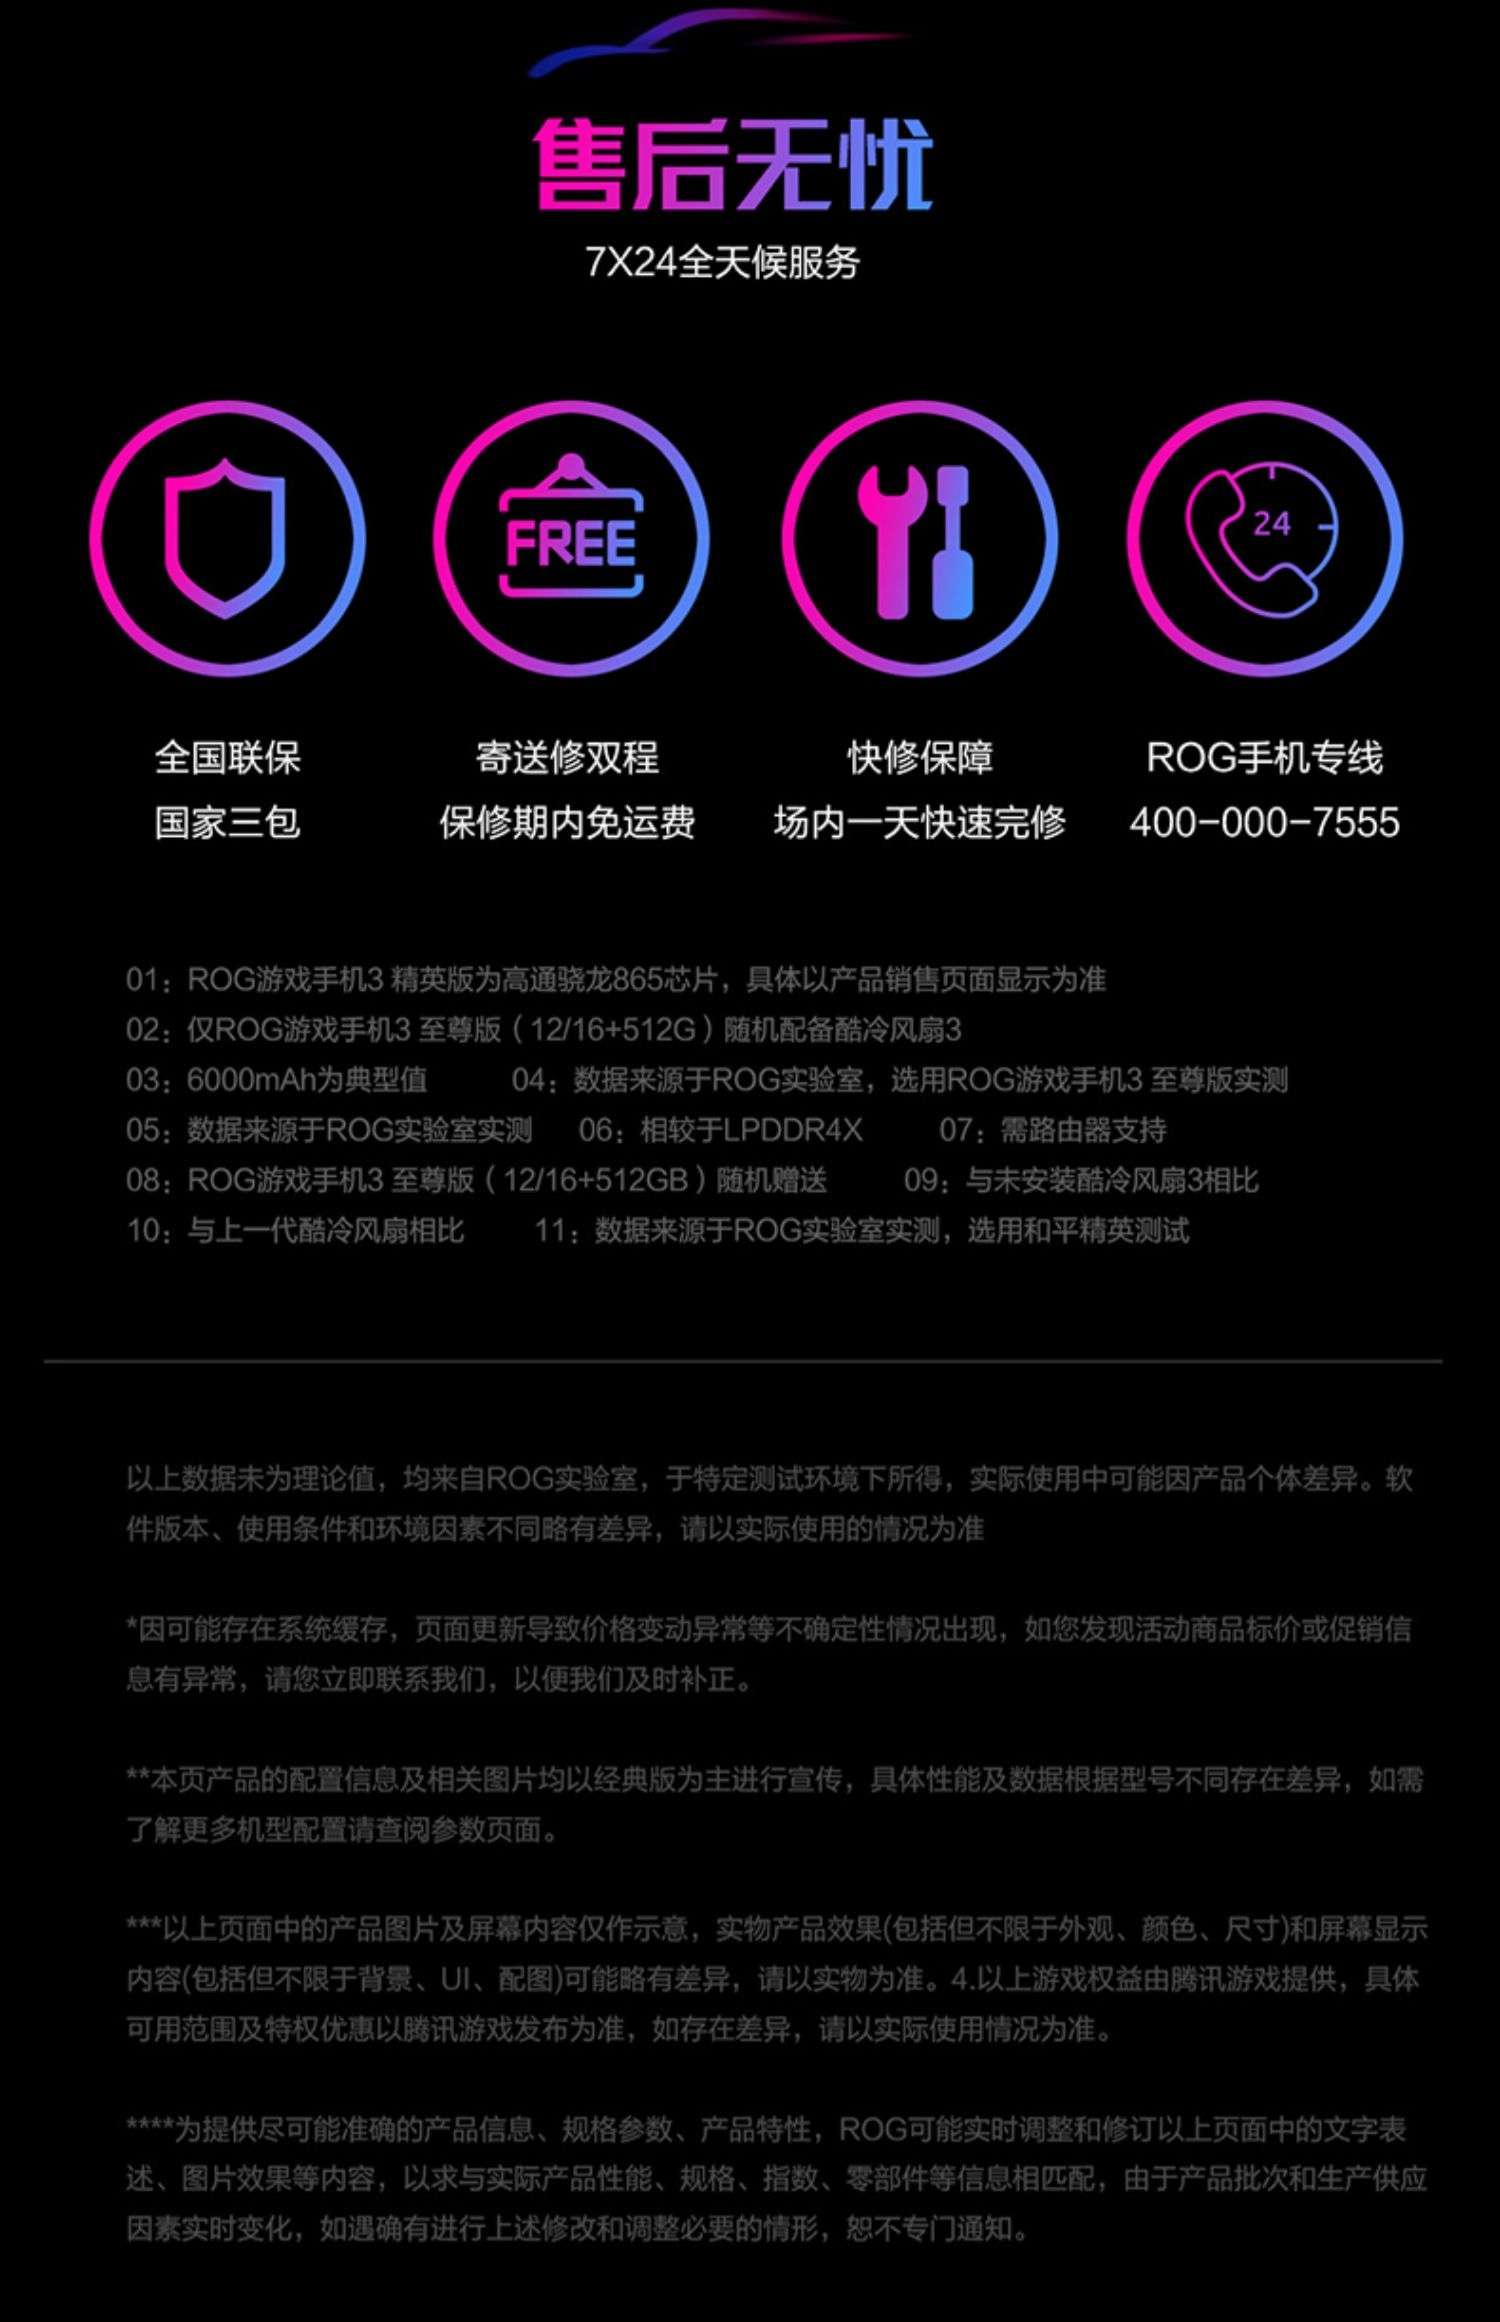 售后无忧
7X24全天候服务
FREE
24
全国联保
国家三包
寄送修双程
保修期内免运费
快修保障
场内一天快速完修
ROG手机专线
400-000-7555
01：ROG游戏手机3 精英版为高通骁龙865芯片，具体以产品销售页面显示为准
02：仅ROG游戏手机3 至尊版（12/16+512G）随机配备酷冷风扇3
03：6000mAh为典型值 04：数据来源于ROG实验室，选用ROG游戏手机3 至尊版实测
05：数据来源于ROG实验室实测 06：相较于LPDDR4X 07：需路由器支持
08：ROG游戏手机3 至尊版（12/16+512GB）随机赠送 09：与未安装酷冷风扇3相比
10：与上一代酷冷风扇相比 11：数据来源于ROG实验室实测，选用和平精英测试
以上数据未为理论值，均来自ROG实验室，于特定测试环境下所得，实际使用中可能因产品个体差异。软
件版本、使用条件和环境因素不同略有差异，请以实际使用的情况为准
*因可能存在系统缓存，页面更新导致价格变动异常等不确定性情况出现，如您发现活动商品标价或促销信
息有异常，请您立即联系我们，以便我们及时补正。
**本页产品的配置信息及相关图片均以经典版为主进行宣传，具体性能及数据根据型号不同存在差异，如需
了解更多机型配置请查阅参数页面。
***以上页面中的产品图片及屏幕内容仅作示意，实物产品效果(包括但不限于外观、颜色、尺寸)和屏幕显示
内容(包括但不限于背景、UI、配图)可能略有差异，请以实物为准。4.以上游戏权益由腾讯游戏提供，具体
可用范围及特权优惠以腾讯游戏发布为准，如存在差异，请以实际使用情况为准。
****为提供尽可能准确的产品信息、规格参数、产品特性，ROG可能实时调整和修订以上页面中的文字表
述、图片效果等内容，以求与实际产品性能、规格、指数、零部件等信息相匹配，由于产品批次和生产供应
因素实时变化，如遇确有进行上述修改和调整必要的情形，恕不专门通知。